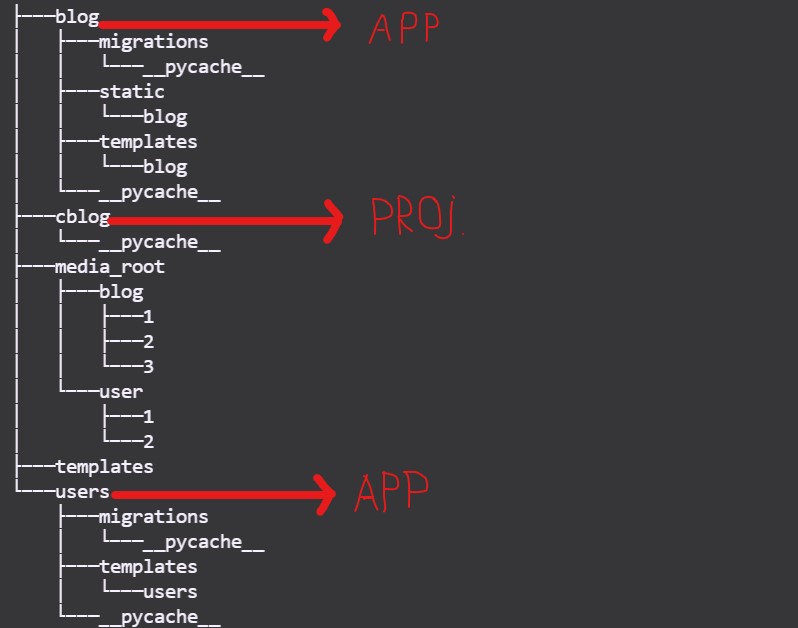 ├───blog APP
│   ├───migrations
│   │   └───__pycache__
│   ├───static
│   │   └───blog
│   ├───templates
│   │   └───blog
│   └───__pycache__
├───cblog PROJ.
│   └───__pycache__
├───media_root
│   ├───blog
│   │   ├───1
│   │   ├───2
│   │   └───3
│   └───user
│       ├───1
│       └───2
├───templates
└───users APP
    ├───migrations
    │   └───__pycache__
    ├───templates
    │   └───users
    └───__pycache__